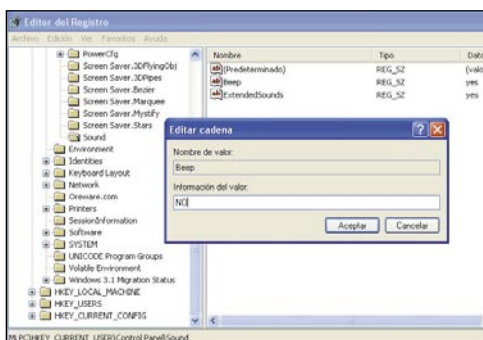 Editor del Registro
Archivo Edición Ver Favoritos Ayuda
PowerCfg
Screen Saver.3DFlyingObj
Screen Saver.3DPipes
Screen Saver.Bezier
Screen Saver.Marquee
Screen Saver.Mystify
Screen Saver.Stars
Sound
Environment
Identities
Keyboard Layout
Network
Oreware.com
Printers
SessionInformation
Software
SYSTEM
UNICODE Program Groups
Volatile Environment
Windows 3.1 Migration Status
HKEY_LOCAL_MACHINE
HKEY_USERS
HKEY_CURRENT_CONFIG
Nombre Tipo
(Predeterminado) REG_SZ
Beep REG_SZ yes
ExtendedSounds REG_SZ yes
Editar cadena
Nombre de valor:
Beep
Información del valor:
NO
Aceptar Cancelar
Mi PC\HKEY_CURRENT_USER\Control Panel\Sound